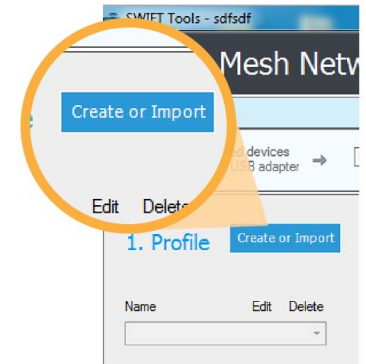 SWIFT Tools - sdfsdf
Mesh Netw
Create or Import
devices
USB adapter →
Edit Delete
1. Profile Create or Import
Name Edit Delete